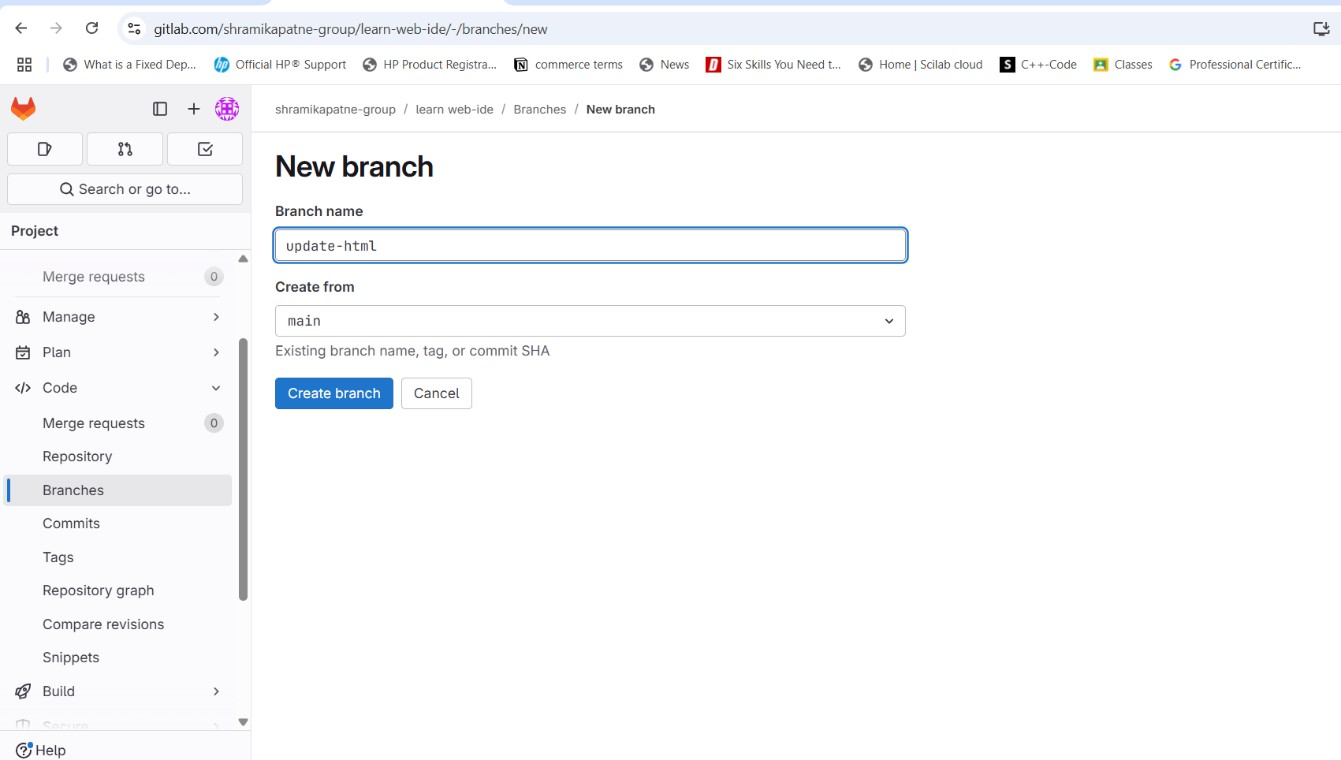 gitlab.com/shramikapatne-group/learn-web-ide/-/branches/new
What is a Fixed Dep... Official HP® Support HP Product Registra... commerce terms News Six Skills You Need t... Home | Scilab cloud C++-Code Classes Professional Certific...
shramikapatne-group / learn web-ide / Branches / New branch
Search or go to...
Project
Merge requests 0
Manage
Plan
Code
Merge requests 0
Repository
Branches
Commits
Tags
Repository graph
Compare revisions
Snippets
Build
Secure
Help
New branch
Branch name
update-html
Create from
main
Existing branch name, tag, or commit SHA
Create branch Cancel